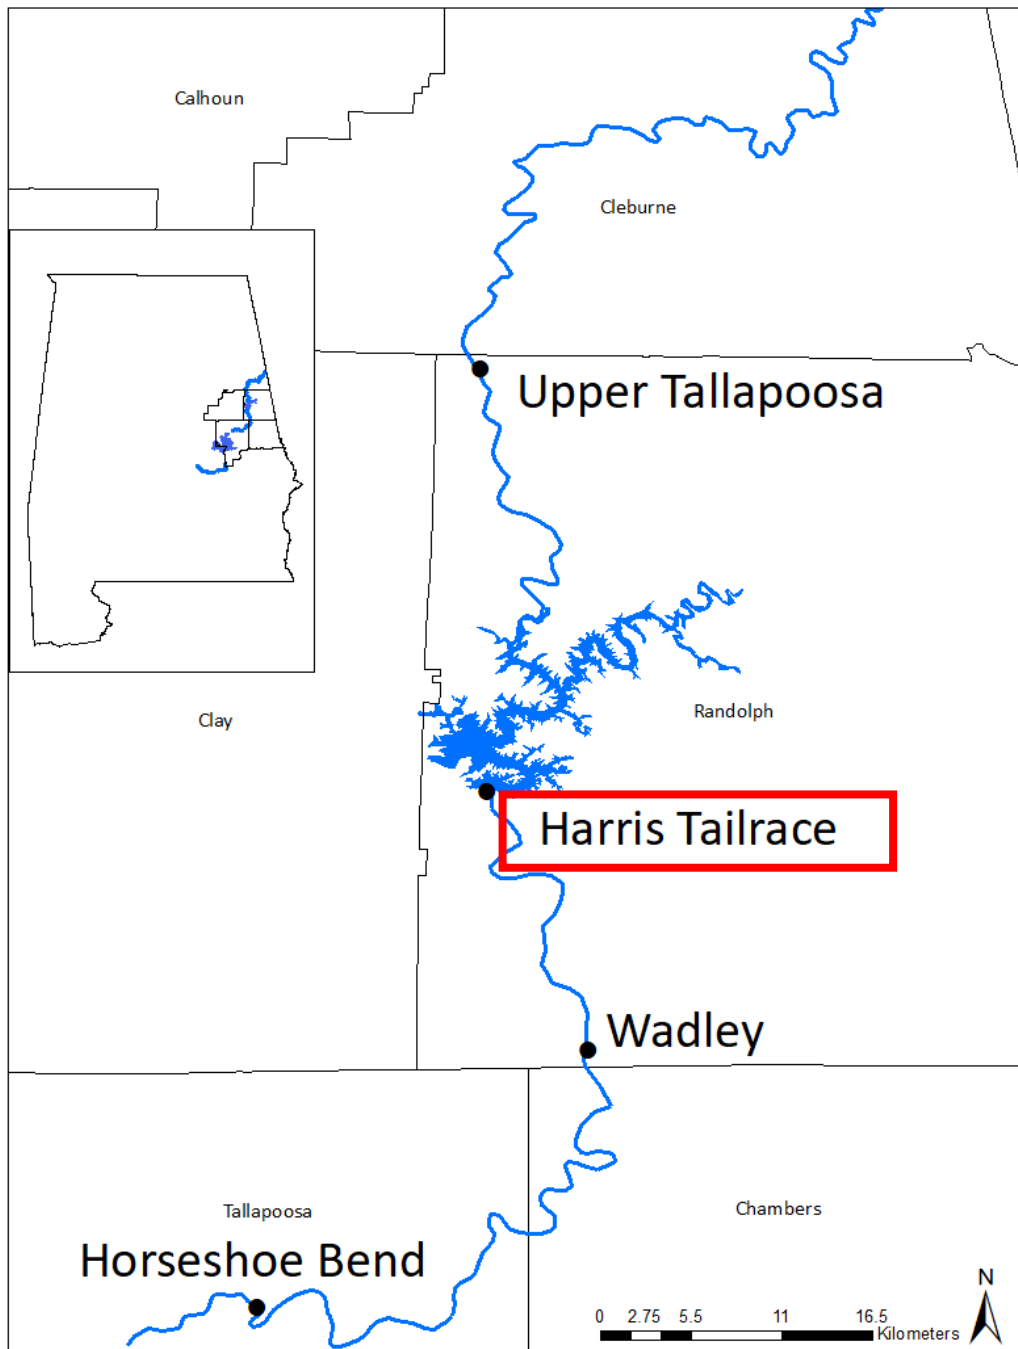 Calhoun
Cleburne
Upper Tallapoosa
Clay
Randolph
Harris Tailrace
Wadley
Tallapoosa
Chambers
Horseshoe Bend
N
0 2.75 5.5 11 16.5
Kilometers